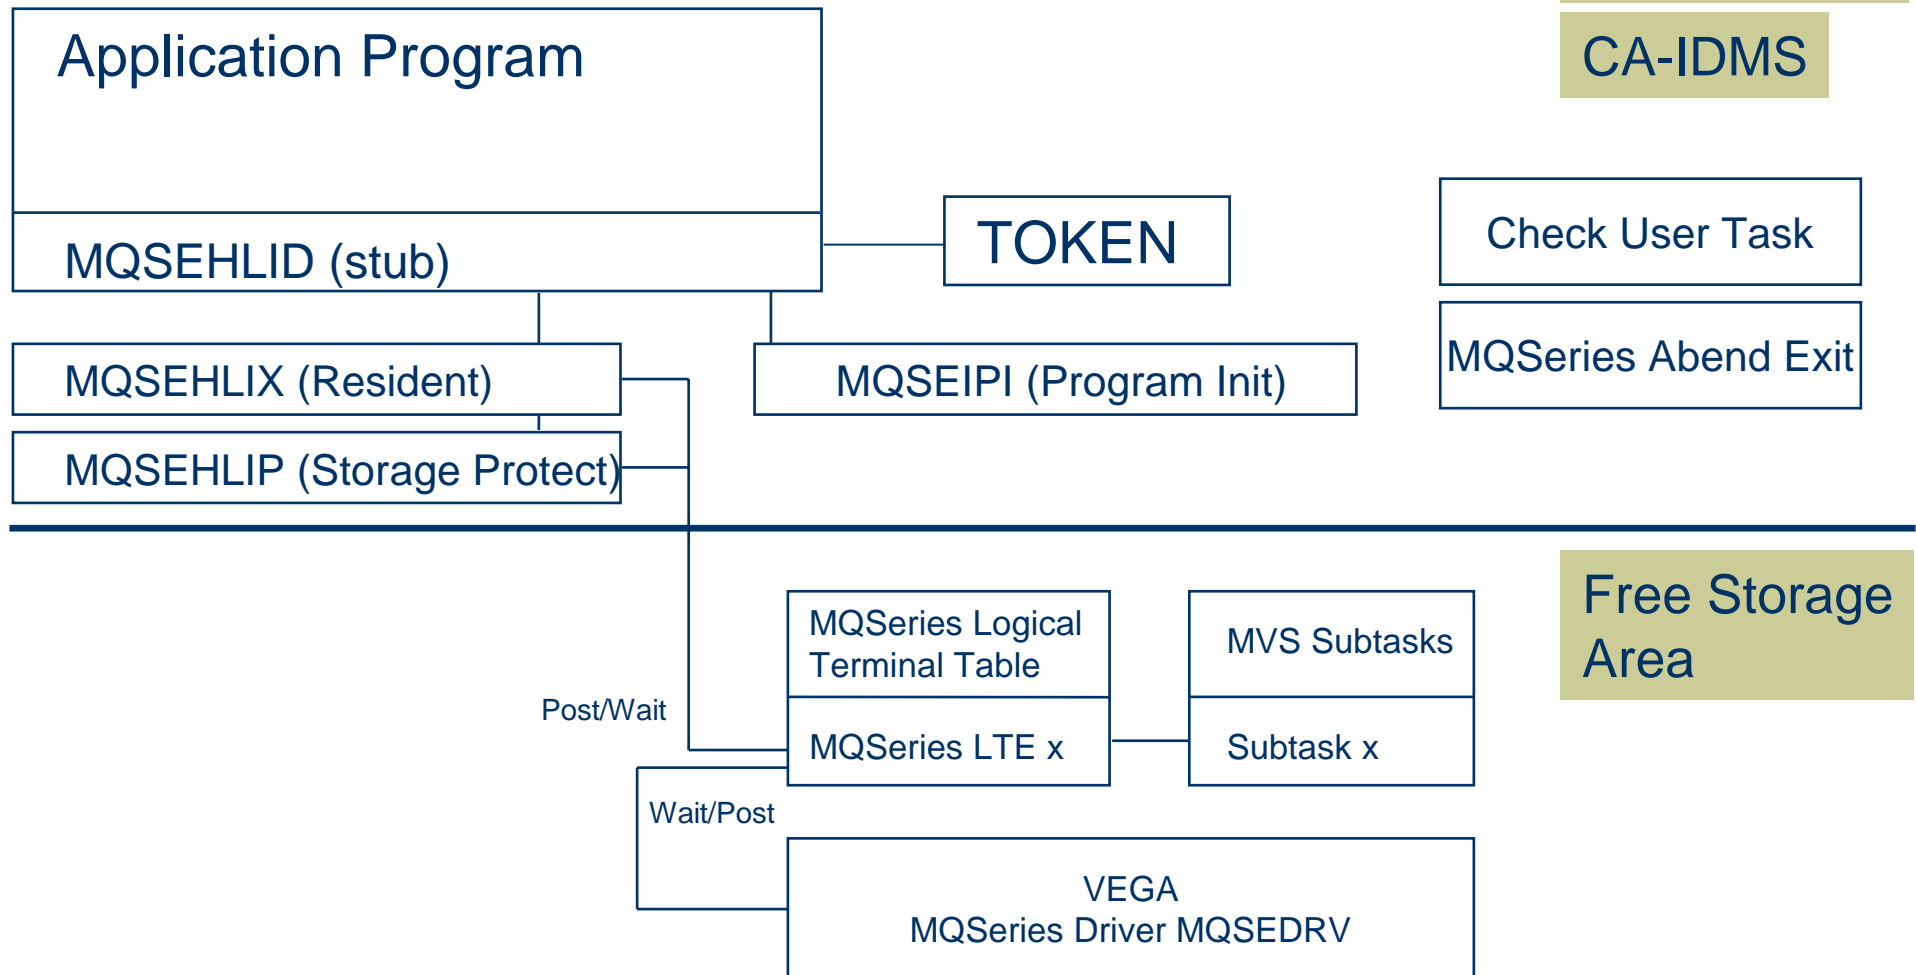 Application Program
CA-IDMS
MQSEHLID (stub)
TOKEN
Check User Task
MQSEHLIX (Resident)
MQSEIPI (Program Init)
MQSeries Abend Exit
MQSEHLIP (Storage Protect)
Free Storage
Area
MQSeries Logical
Terminal Table
MVS Subtasks
Post/Wait
MQSeries LTE x
Subtask x
Wait/Post
VEGA
MQSeries Driver MQSEDRV